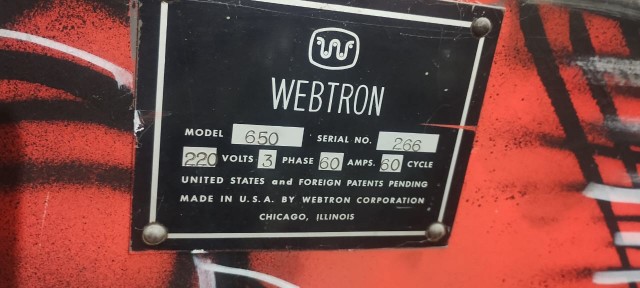 W
WEBTRON
MODEL 650 SERIAL NO. 266
220 VOLTS 3 PHASE 60 AMPS. 60 CYCLE
UNITED STATES and FOREIGN PATENTS PENDING
MADE IN U.S.A. BY WEBTRON CORPORATION
CHICAGO, ILLINOIS